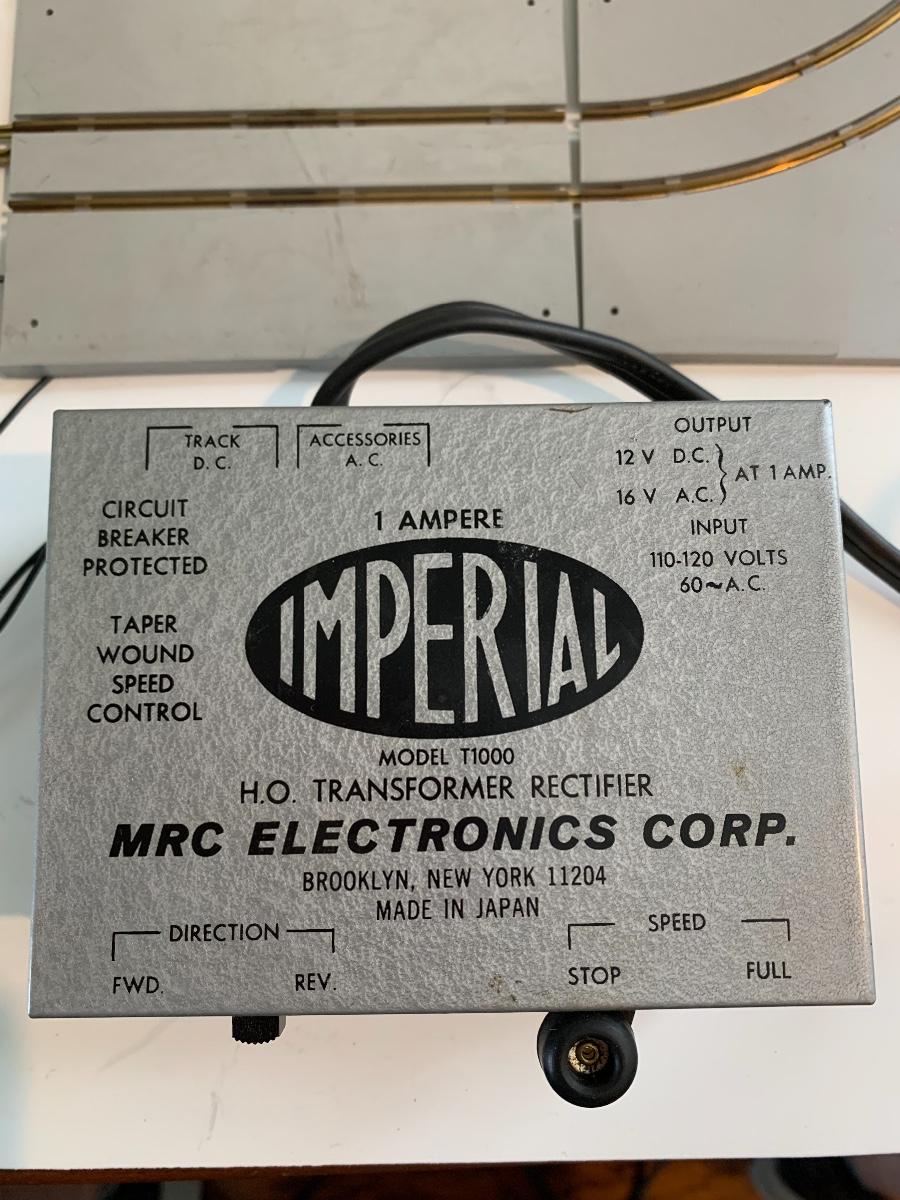 TRACK
D. C.
ACCESSORIES
A. C.
OUTPUT
12 V D.C.
16 V A.C.
AT 1 AMP.
INPUT
110-120 VOLTS
60~A.C.
CIRCUIT
BREAKER
PROTECTED
TAPER
WOUND
SPEED
CONTROL
1 AMPERE
IMPERIAL
MODEL T1000
H.O. TRANSFORMER RECTIFIER
MRC ELECTRONICS CORP.
BROOKLYN, NEW YORK 11204
MADE IN JAPAN
DIRECTION
FWD. REV.
SPEED
STOP FULL